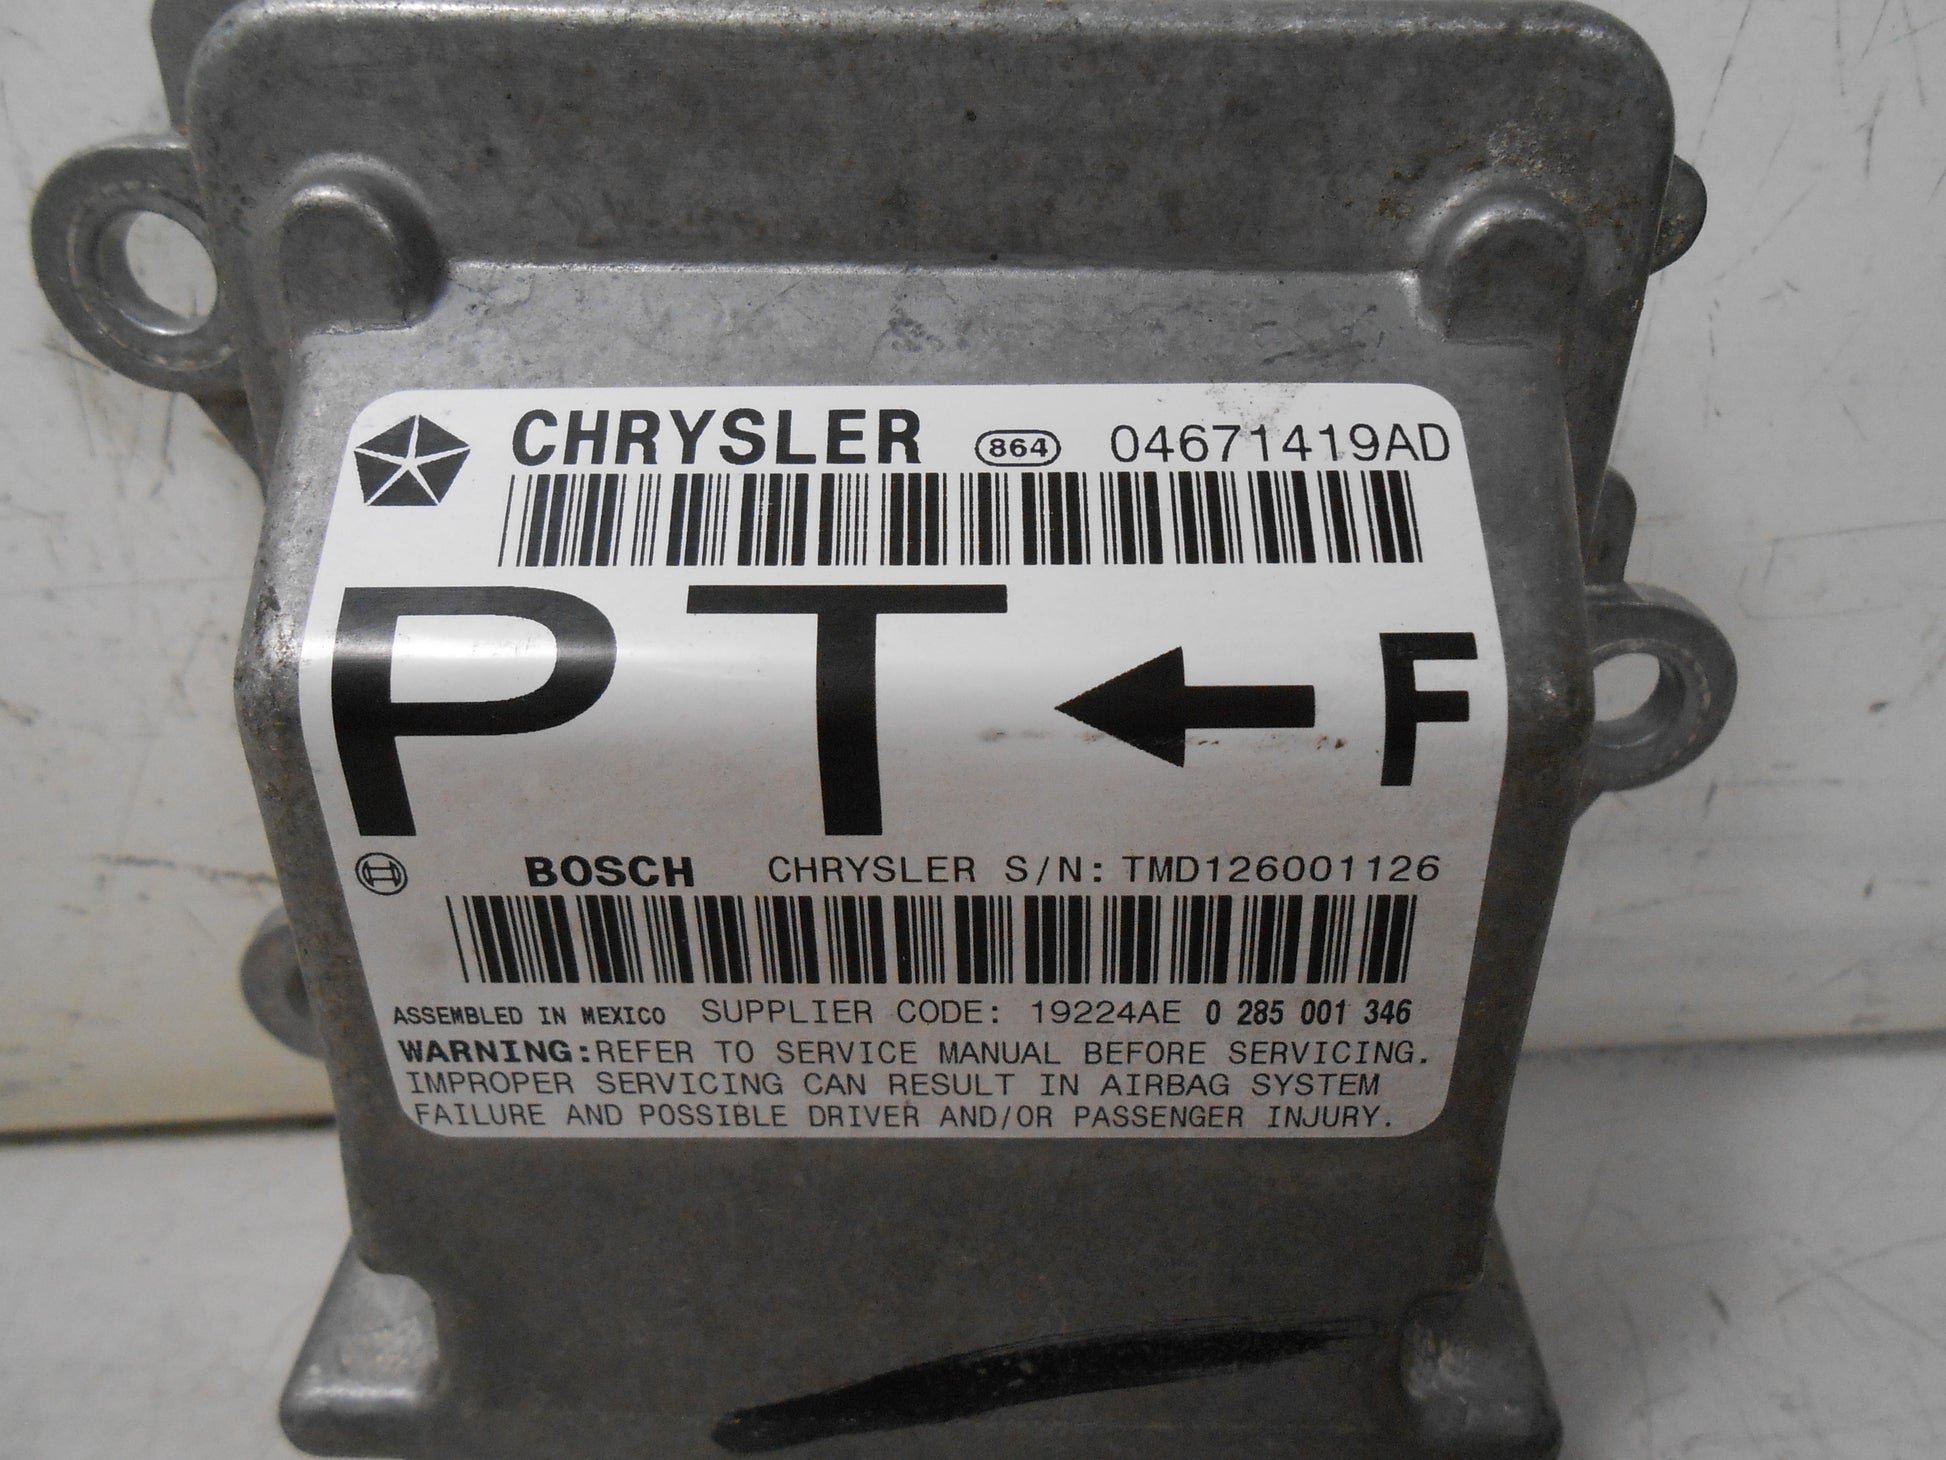 CHRYSLER 864 04671419AD
PT F
BOSCH CHRYSLER S/N: TMD126001126
ASSEMBLED IN MEXICO SUPPLIER CODE: 19224AE 0 285 001 346
WARNING:REFER TO SERVICE MANUAL BEFORE SERVICING.
IMPROPER SERVICING CAN RESULT IN AIRBAG SYSTEM
FAILURE AND POSSIBLE DRIVER AND/OR PASSENGER INJURY.